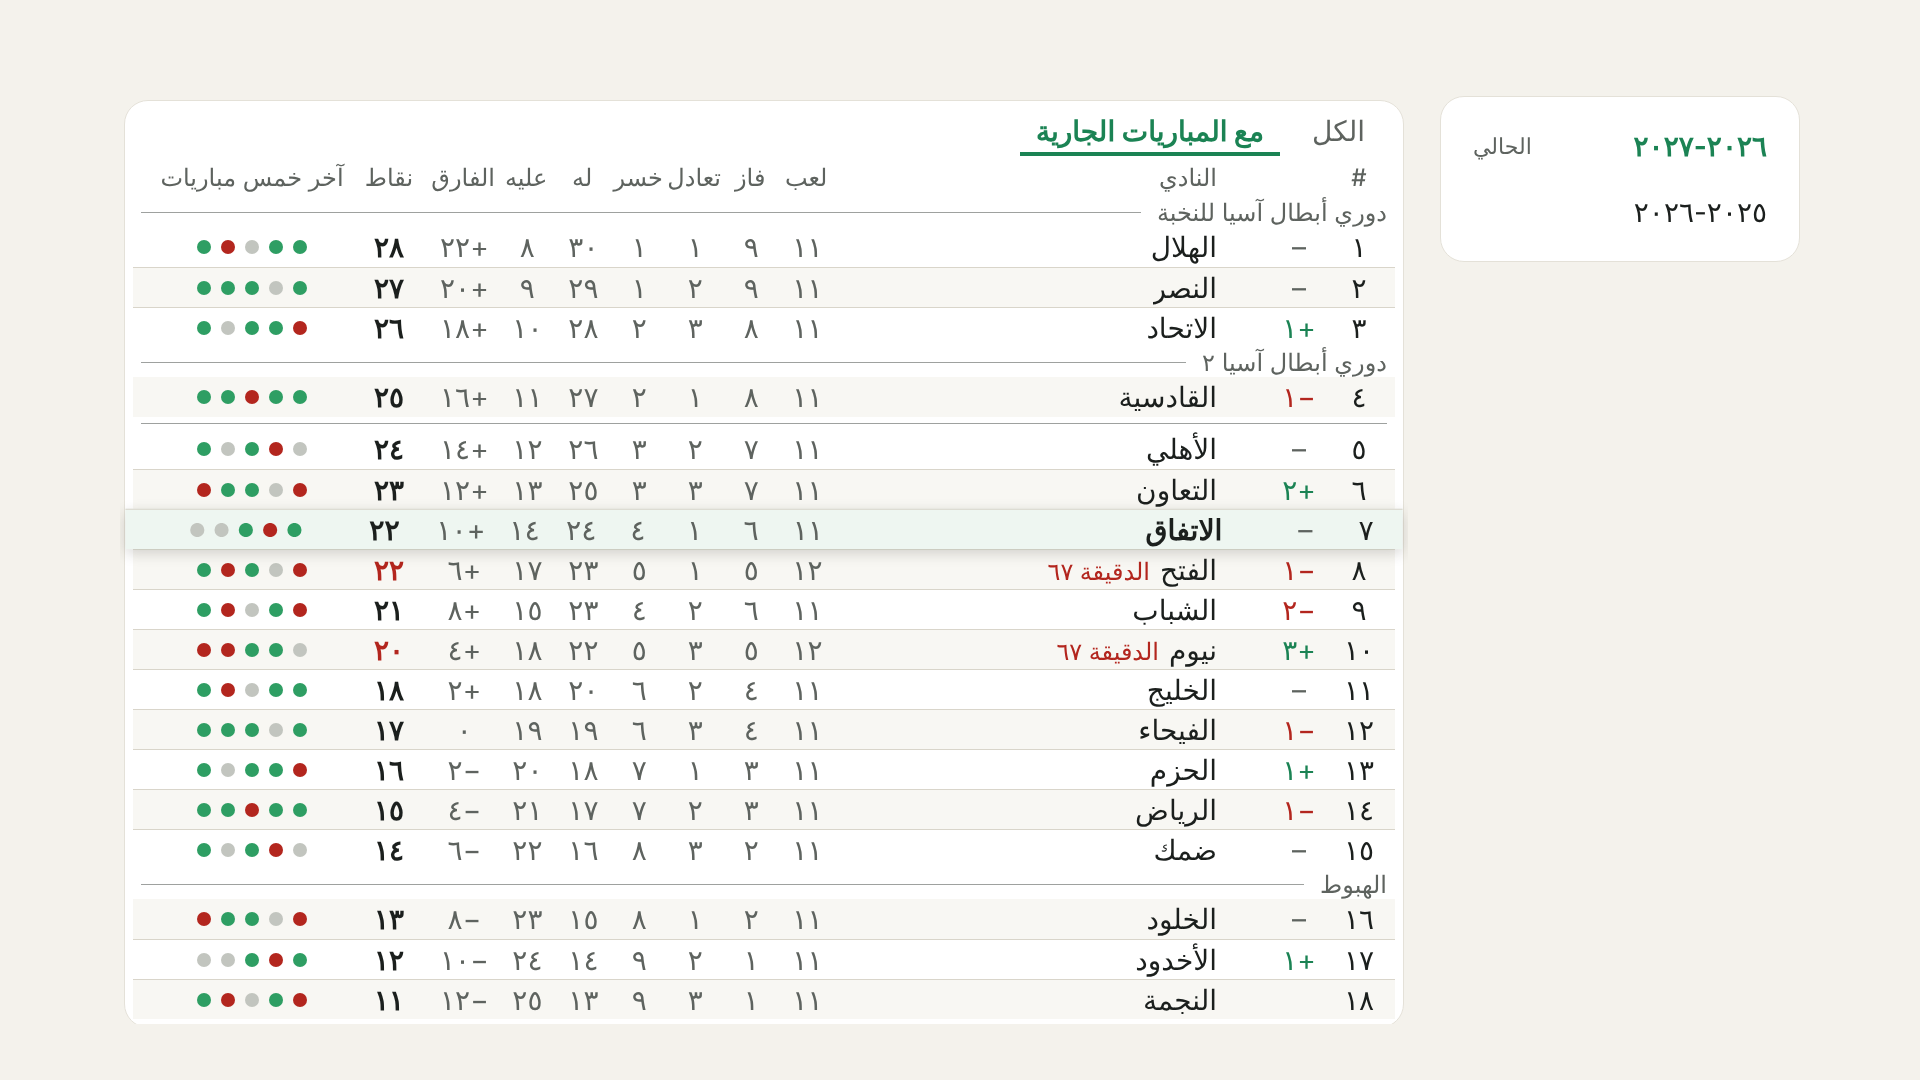 ٢٠٢٦-٢٠٢٧ الحالي
٢٠٢٥-٢٠٢٦
الكل مع المباريات الجارية
# النادي لعب فاز تعادل خسر له عليه الفارق نقاط آخر خمس مباريات
دوري أبطال آسيا للنخبة
١ – الهلال ١١ ٩ ١ ١ ٣٠ ٨ +٢٢ ٢٨
٢ – النصر ١١ ٩ ٢ ١ ٢٩ ٩ +٢٠ ٢٧
٣ +١ الاتحاد ١١ ٨ ٣ ٢ ٢٨ ١٠ +١٨ ٢٦
دوري أبطال آسيا ٢
٤ –١ القادسية ١١ ٨ ١ ٢ ٢٧ ١١ +١٦ ٢٥
٥ – الأهلي ١١ ٧ ٢ ٣ ٢٦ ١٢ +١٤ ٢٤
٦ +٢ التعاون ١١ ٧ ٣ ٣ ٢٥ ١٣ +١٢ ٢٣
٧ – الاتفاق ١١ ٦ ١ ٤ ٢٤ ١٤ +١٠ ٢٢
٨ –١ الفتح الدقيقة ٦٧ ١٢ ٥ ١ ٥ ٢٣ ١٧ +٦ ٢٢
٩ –٢ الشباب ١١ ٦ ٢ ٤ ٢٣ ١٥ +٨ ٢١
١٠ +٣ نيوم الدقيقة ٦٧ ١٢ ٥ ٣ ٥ ٢٢ ١٨ +٤ ٢٠
١١ – الخليج ١١ ٤ ٢ ٦ ٢٠ ١٨ +٢ ١٨
١٢ –١ الفيحاء ١١ ٤ ٣ ٦ ١٩ ١٩ ٠ ١٧
١٣ +١ الحزم ١١ ٣ ١ ٧ ١٨ ٢٠ –٢ ١٦
١٤ –١ الرياض ١١ ٣ ٢ ٧ ١٧ ٢١ –٤ ١٥
١٥ – ضمك ١١ ٢ ٣ ٨ ١٦ ٢٢ –٦ ١٤
الهبوط
١٦ – الخلود ١١ ٢ ١ ٨ ١٥ ٢٣ –٨ ١٣
١٧ +١ الأخدود ١١ ١ ٢ ٩ ١٤ ٢٤ –١٠ ١٢
١٨ النجمة ١١ ١ ٣ ٩ ١٣ ٢٥ –١٢ ١١